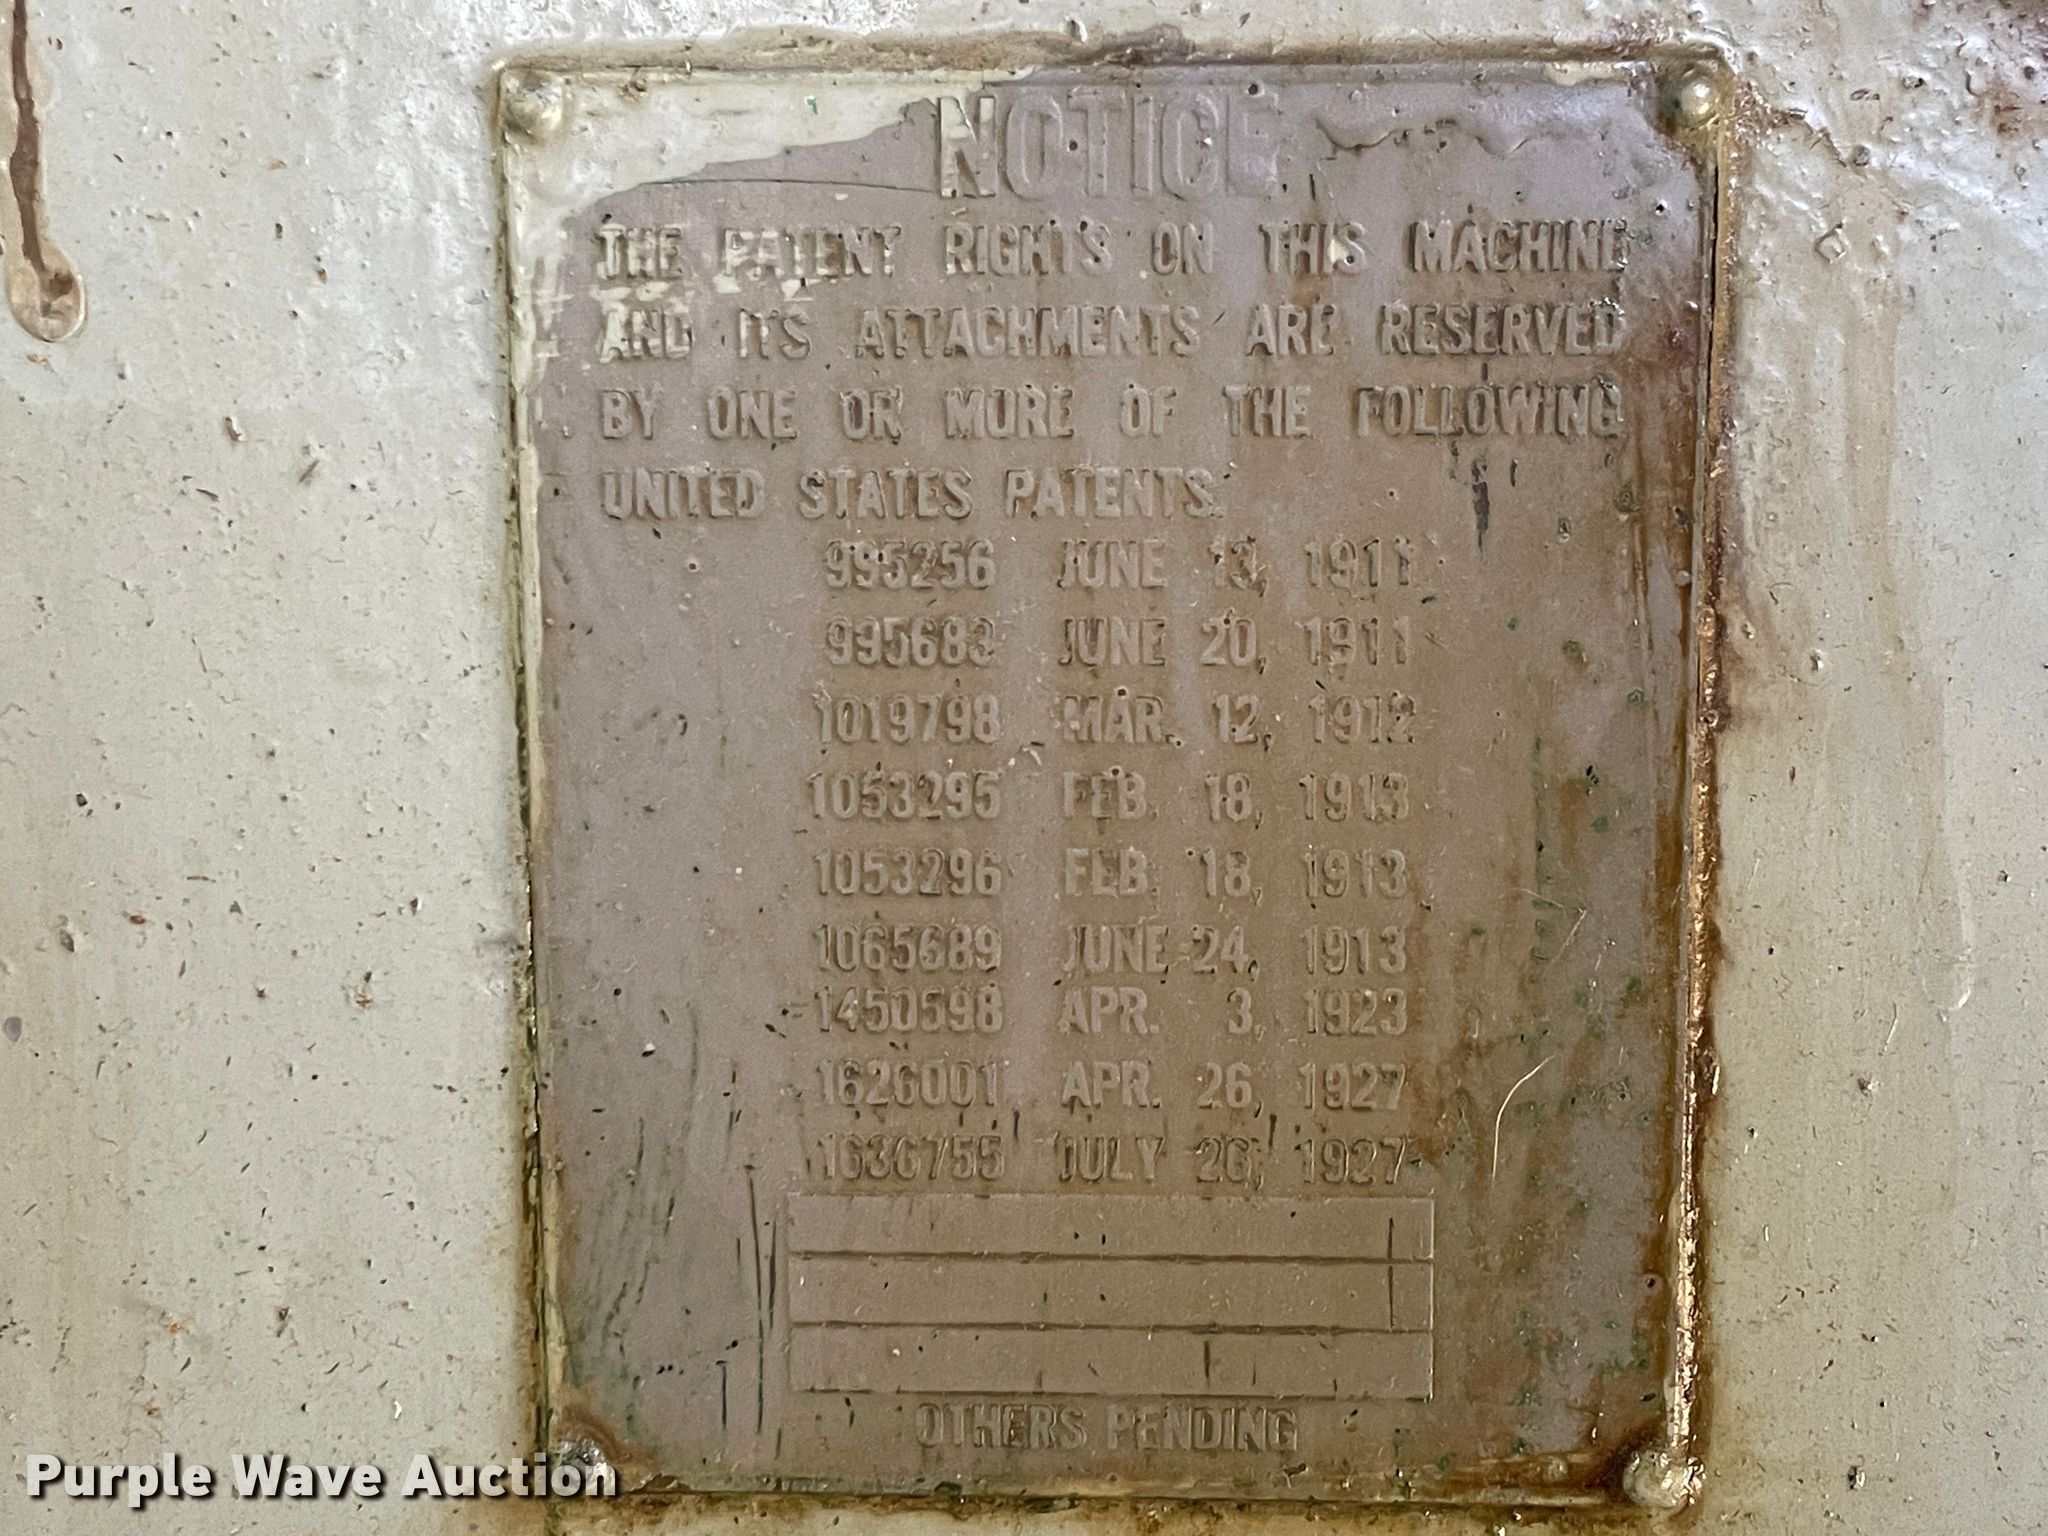 NOTICE
THE PATENT RIGHTS ON THIS MACHINE
AND ITS ATTACHMENTS ARE RESERVED
BY ONE OR MORE OF THE FOLLOWING
UNITED STATES PATENTS.
995256 JUNE 13, 1911
995683 JUNE 20, 1911
1019798 MAR. 12, 1912
1053295 FEB. 18, 1913
1053296 FEB. 18, 1913
1065689 JUNE 24, 1913
1450598 APR. 3, 1923
1626001 APR. 26, 1927
1636755 JULY 26, 1927
OTHERS PENDING
Purple Wave Auction